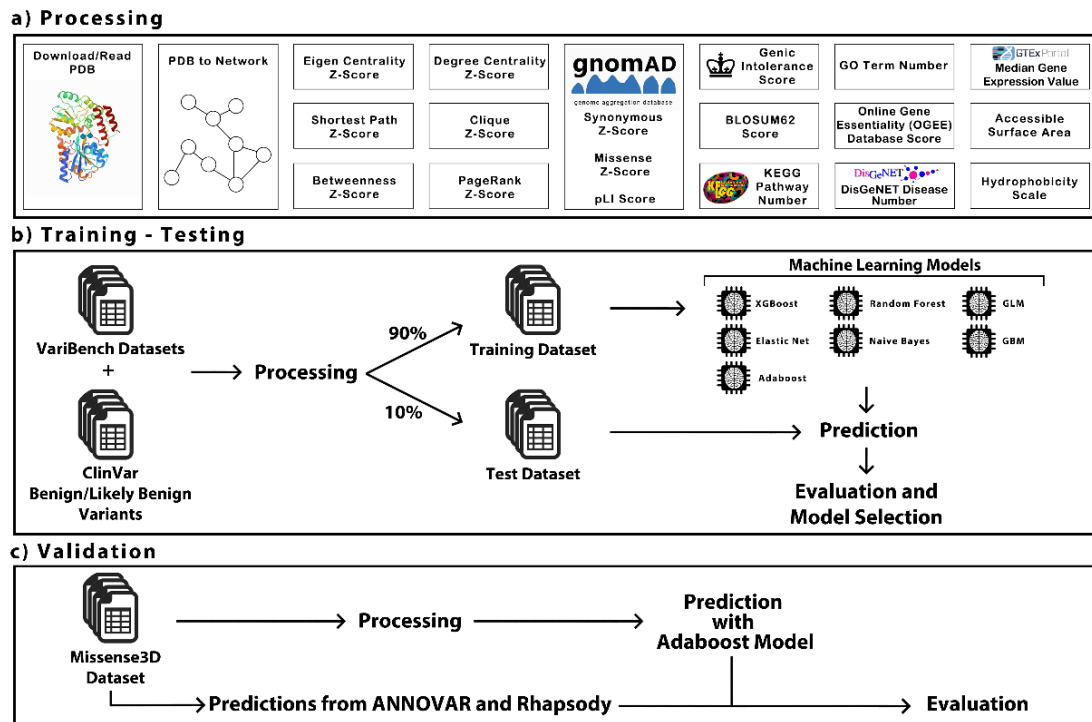 a) Processing
Download/Read
PDB
PDB to Network
Eigen Centrality
Z-Score
Shortest Path
Z-Score
Betweenness
Z-Score
Degree Centrality
Z-Score
Clique
Z-Score
PageRank
Z-Score
gnomAD
genome aggregation database
Synonymous
Z-Score
Missense
Z-Score
pLI Score
Genic
Intolerance
Score
BLOSUM62
Score
KEGG
KEGG
Pathway
Number
GO Term Number
Online Gene
Essentiality (OGEE)
Database Score
DisGeNET
DisGeNET Disease
Number
GTExPortal
Median Gene
Expression Value
Accessible
Surface Area
Hydrophobicity
Scale
b) Training - Testing
VariBench Datasets
+
ClinVar
Benign/Likely Benign
Variants
Processing
90%
10%
Training Dataset
Test Dataset
Machine Learning Models
XGBoost
Random Forest
GLM
Elastic Net
Naive Bayes
GBM
Adaboost
Prediction
Evaluation and
Model Selection
c) Validation
Missense3D
Dataset
Processing
Prediction
with
Adaboost Model
Predictions from ANNOVAR and Rhapsody
Evaluation